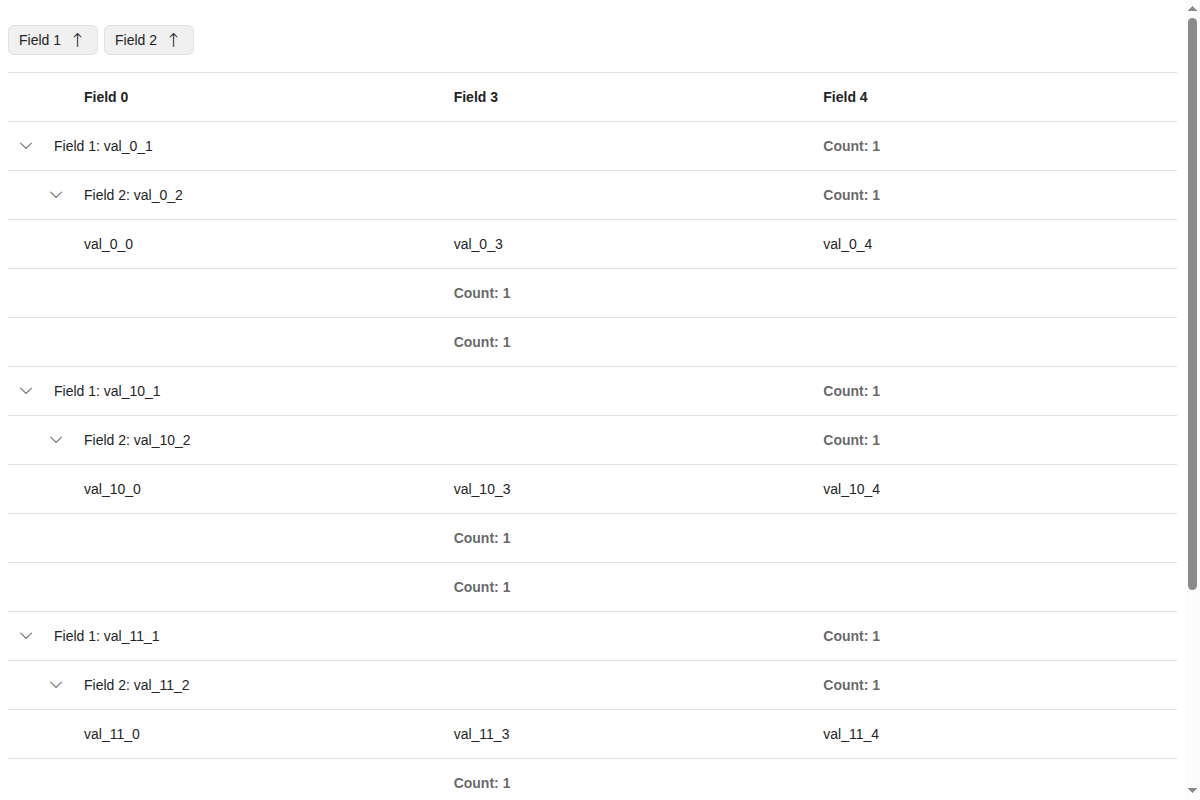 Field 1 Field 2
Field 0 Field 3 Field 4
Field 1: val_0_1 Count: 1
Field 2: val_0_2 Count: 1
val_0_0 val_0_3 val_0_4
Count: 1
Count: 1
Field 1: val_10_1 Count: 1
Field 2: val_10_2 Count: 1
val_10_0 val_10_3 val_10_4
Count: 1
Count: 1
Field 1: val_11_1 Count: 1
Field 2: val_11_2 Count: 1
val_11_0 val_11_3 val_11_4
Count: 1